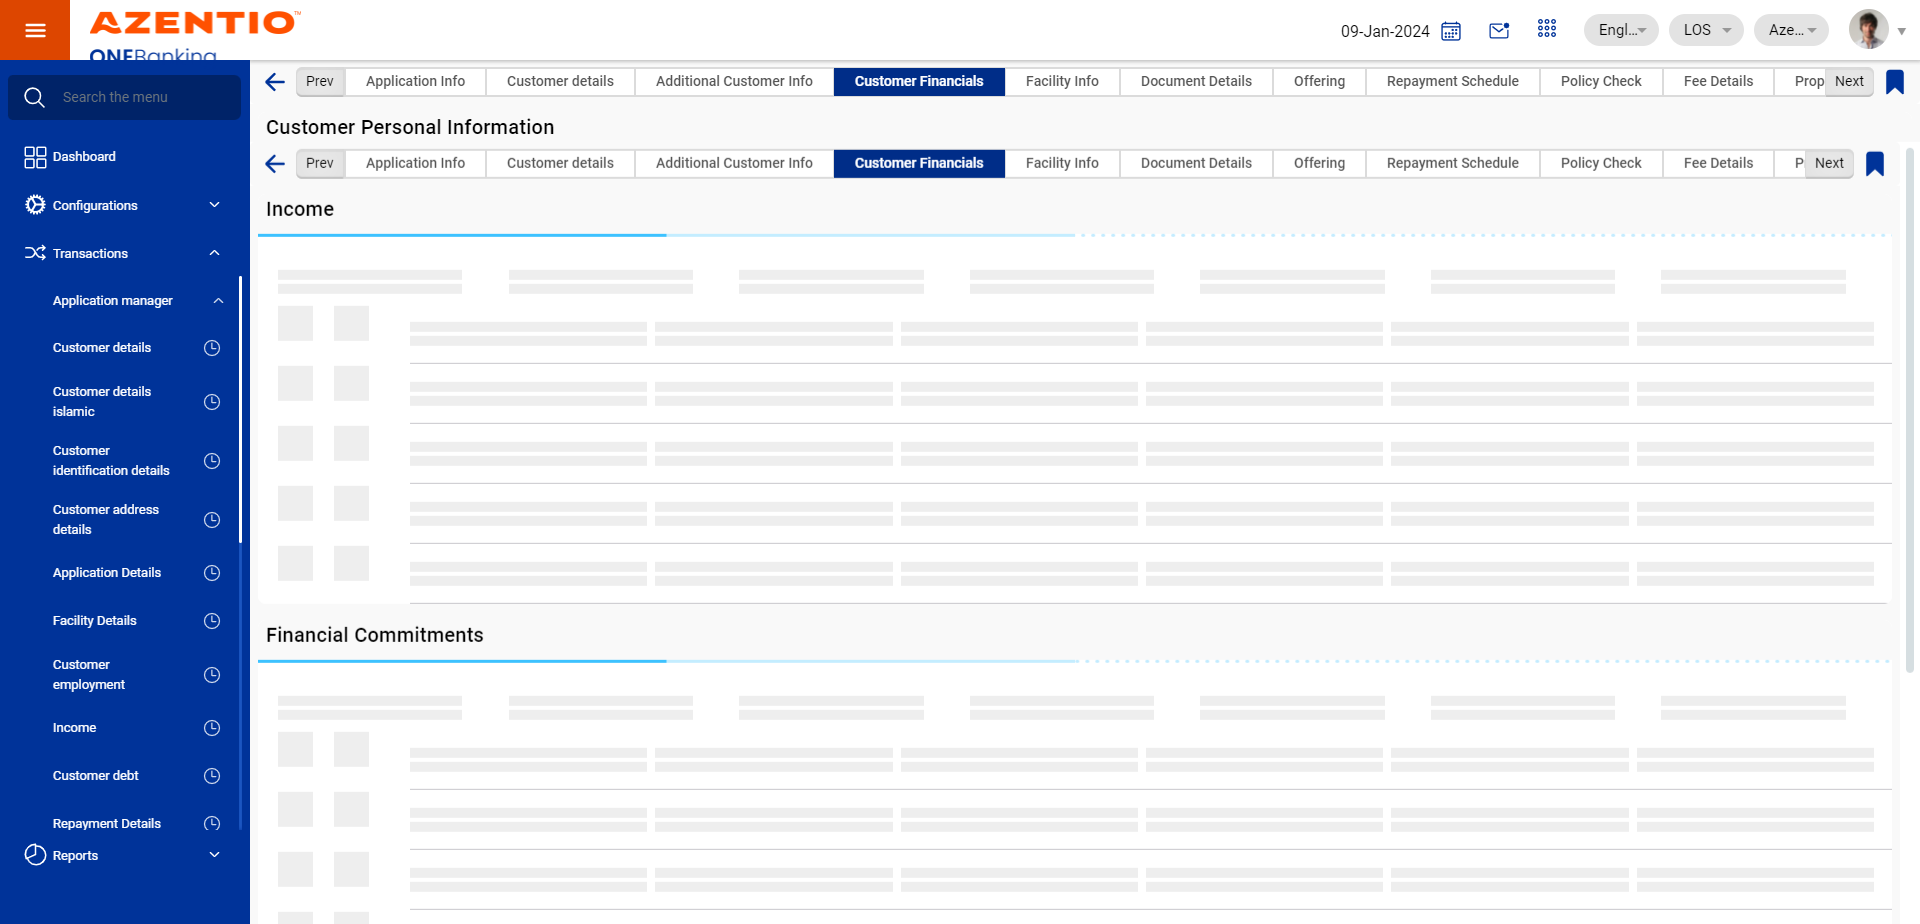 AZENTIO™
ONEBanking
09-Jan-2024
Engl...
LOS
Aze...
Search the menu
Dashboard
Configurations
Transactions
Application manager
Customer details
Customer details
islamic
Customer
identification details
Customer address
details
Application Details
Facility Details
Customer
employment
Income
Customer debt
Repayment Details
Reports
Prev
Application Info
Customer details
Additional Customer Info
Customer Financials
Facility Info
Document Details
Offering
Repayment Schedule
Policy Check
Fee Details
Prop
Next
Customer Personal Information
Prev
Application Info
Customer details
Additional Customer Info
Customer Financials
Facility Info
Document Details
Offering
Repayment Schedule
Policy Check
Fee Details
P
Next
Income
Financial Commitments